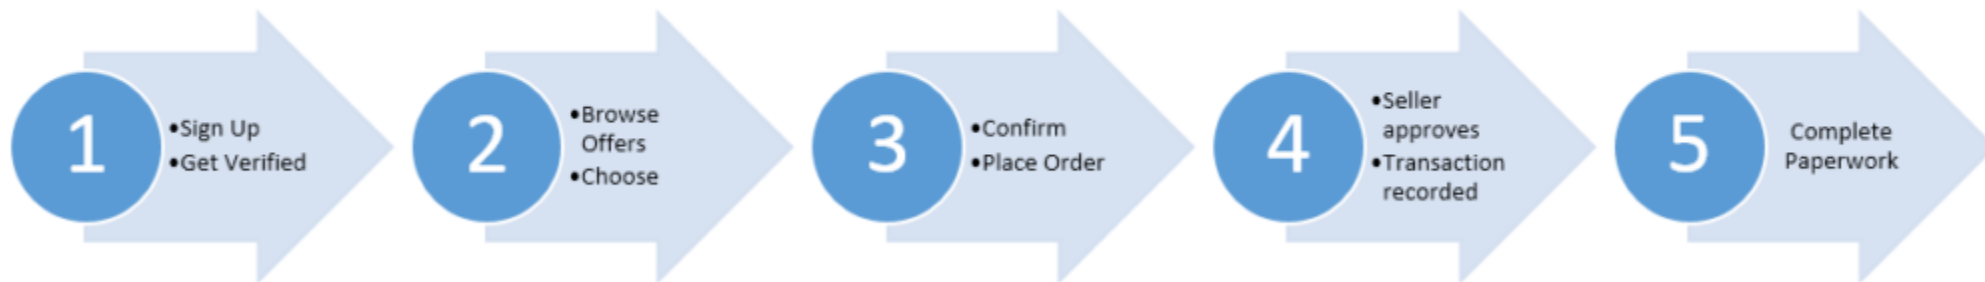 1
•Sign Up
•Get Verified
2
•Browse
Offers
•Choose
3
•Confirm
•Place Order
4
•Seller
approves
•Transaction
recorded
5
Complete
Paperwork